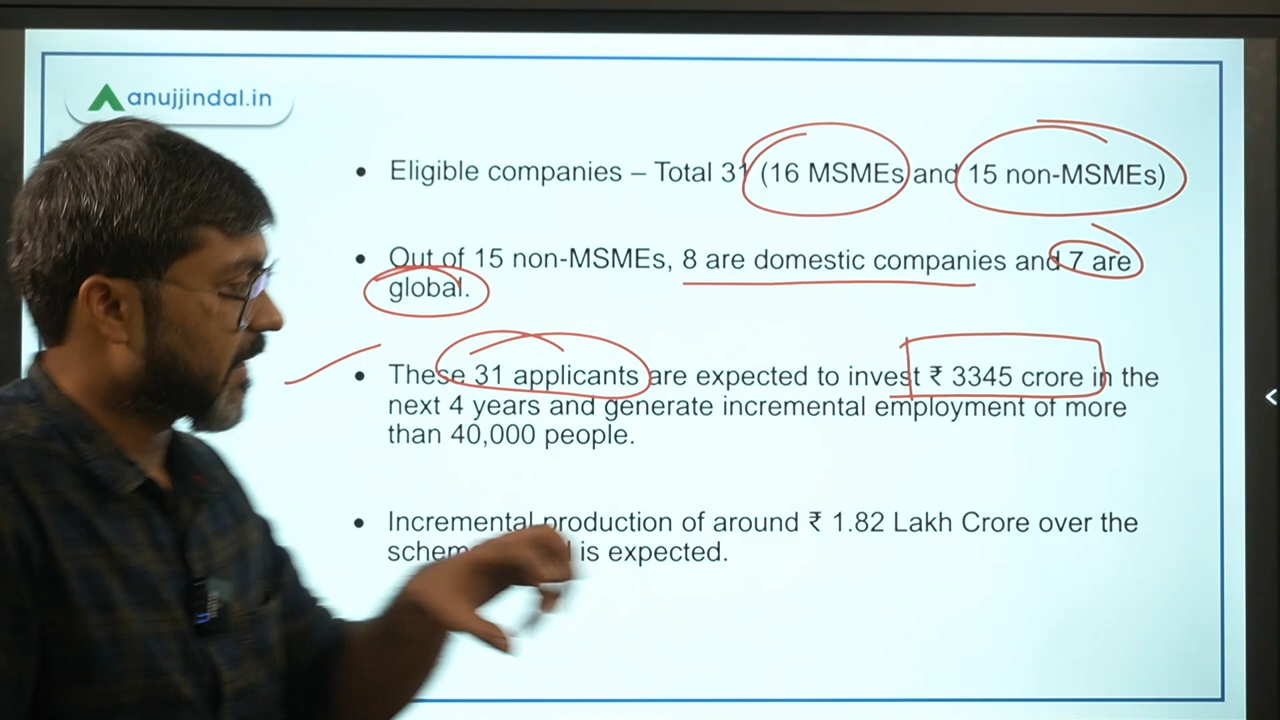 anujjindal.in
• Eligible companies – Total 31 (16 MSMEs and 15 non-MSMEs)
• Out of 15 non-MSMEs, 8 are domestic companies and 7 are
global.
• These 31 applicants are expected to invest ₹ 3345 crore in the
next 4 years and generate incremental employment of more
than 40,000 people.
• Incremental production of around ₹ 1.82 Lakh Crore over the
is expected.